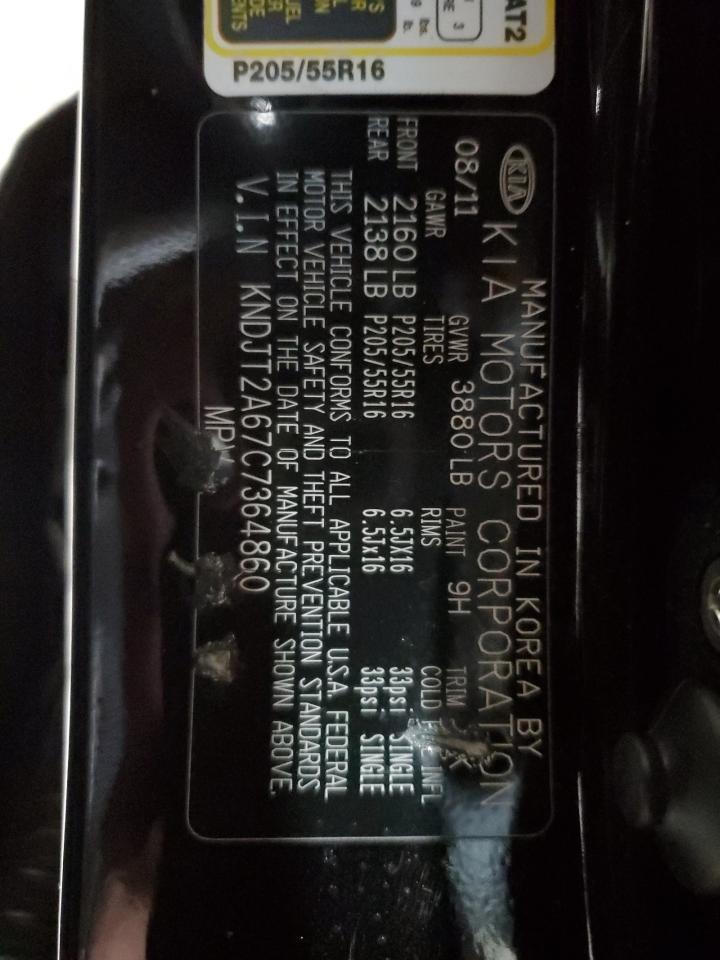 P205/55R16
KIA
MANUFACTURED IN KOREA BY
KIA MOTORS CORPORATION
08/11 GVWR 3880 LB PAINT 9H TRIM
GAWR TIRES RIMS COLD INFL
FRONT 2160 LB P205/55R16 6.5JX16 33psi SINGLE
REAR 2138 LB P205/55R16 6.5Jx16 33psi SINGLE
THIS VEHICLE CONFORMS TO ALL APPLICABLE U.S.A. FEDERAL
MOTOR VEHICLE SAFETY AND THEFT PREVENTION STANDARDS
IN EFFECT ON THE DATE OF MANUFACTURE SHOWN ABOVE.
V.I.N KNDJT2A67C7364860